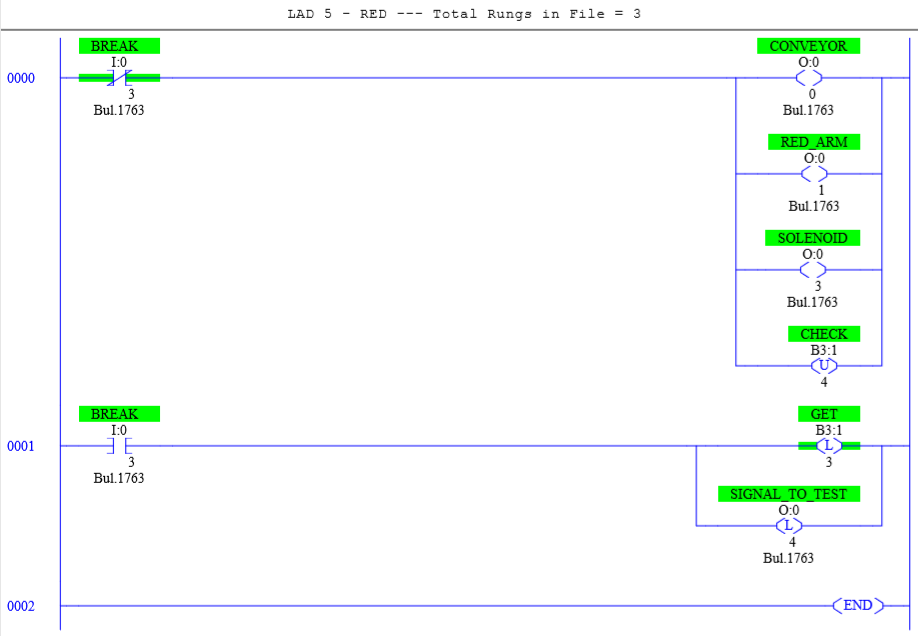 LAD 5 - RED --- Total Rungs in File = 3
BREAK
I:0
0000
3
Bul.1763
CONVEYOR
O:0
0
Bul.1763
RED_ARM
O:0
1
Bul.1763
SOLENOID
O:0
3
Bul.1763
CHECK
B3:1
U
4
BREAK
I:0
0001
3
Bul.1763
GET
B3:1
L
3
SIGNAL_TO_TEST
O:0
L
4
Bul.1763
0002
END